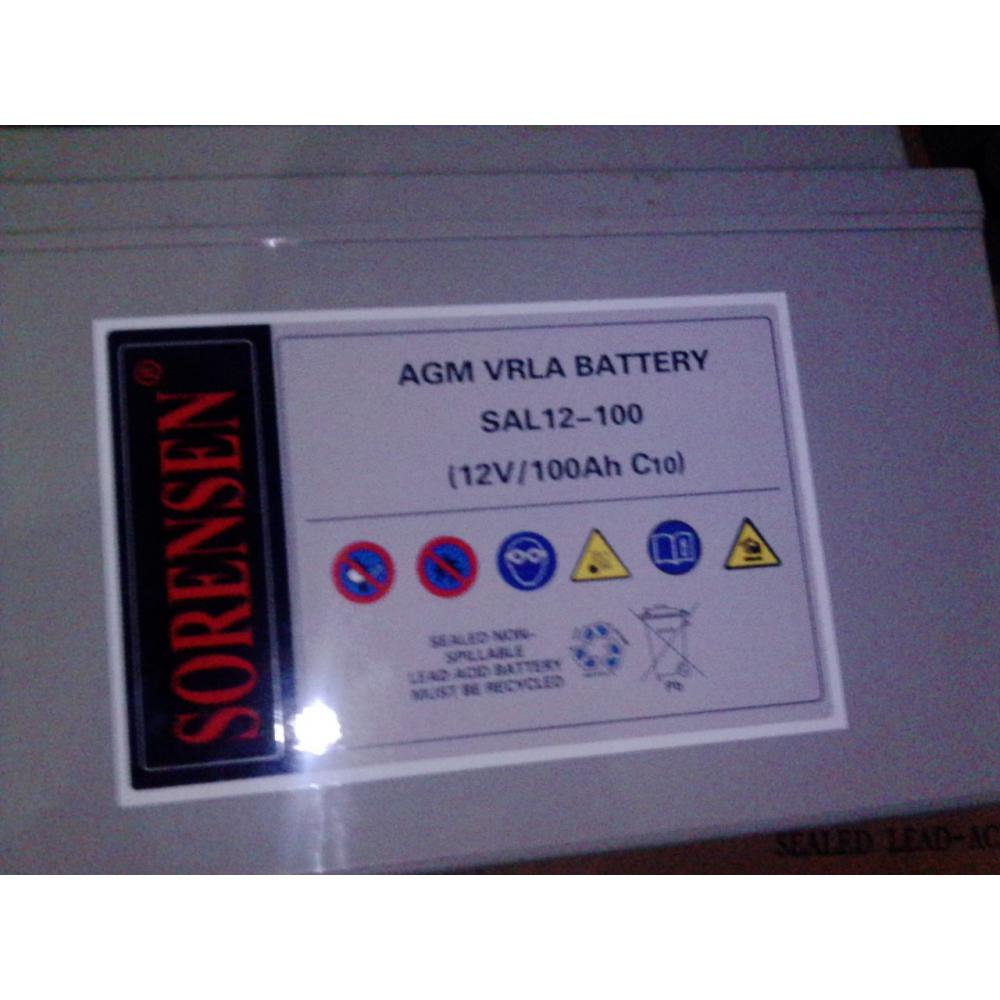 SORENSEN®
AGM VRLA BATTERY
SAL12-100
(12V/100Ah C10)
SEALED NON-
SPILLABLE
LEAD ACID BATTERY
MUST BE RECYCLED
Pb
SEALED LEAD-AC